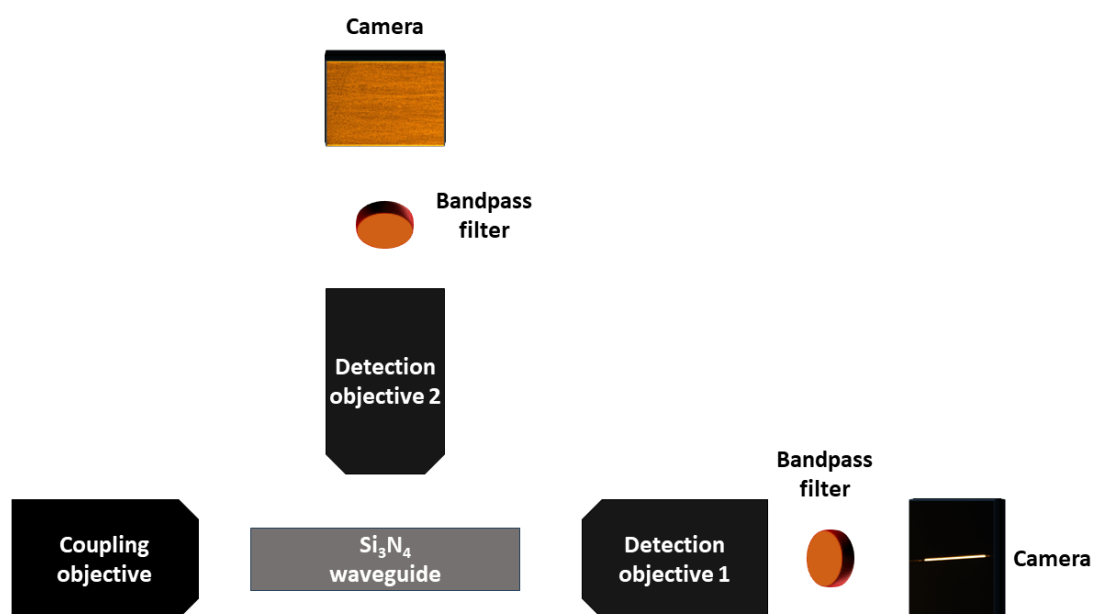 Camera
Bandpass
filter
Detection
objective 2
Bandpass
filter
Coupling
objective
Si₃N₄
waveguide
Detection
objective 1
Camera